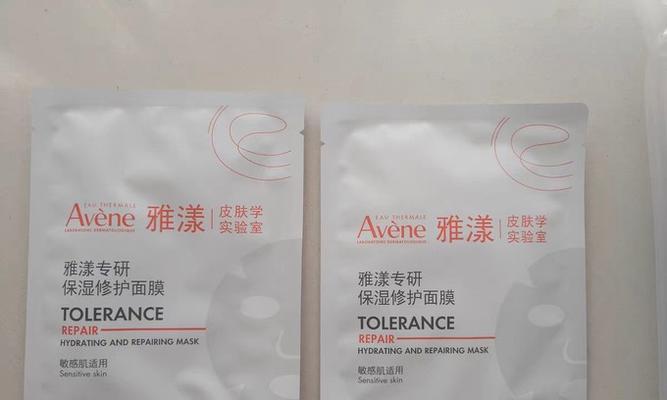 EAU THERMALE
Avène
LABORATOIRE DERMATOLOGIQUE
雅漾
皮肤学
实验室
雅漾专研
保湿修护面膜
TOLERANCE
REPAIR
HYDRATING AND REPAIRING MASK
敏感肌适用
Sensitive skin
EAU THERMALE
Avène
LABORATOIRE DERMATOLOGIQUE
雅漾
皮肤学
实验室
雅漾专研
保湿修护面膜
TOLERANCE
REPAIR
HYDRATING AND REPAIRING MASK
敏感肌适用
Sensitive skin